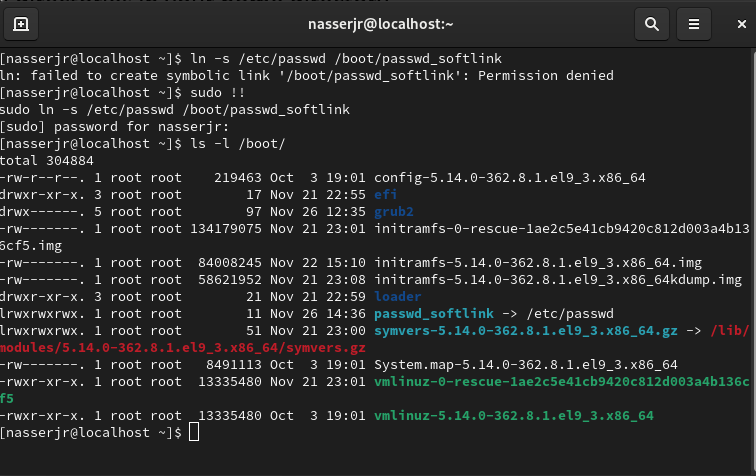 nasserjr@localhost:~
[nasserjr@localhost ~]$ ln -s /etc/passwd /boot/passwd_softlink
ln: failed to create symbolic link '/boot/passwd_softlink': Permission denied
[nasserjr@localhost ~]$ sudo !!
sudo ln -s /etc/passwd /boot/passwd_softlink
[sudo] password for nasserjr:
[nasserjr@localhost ~]$ ls -l /boot/
total 304884
-rw-r--r--. 1 root root    219463 Oct  3 19:01 config-5.14.0-362.8.1.el9_3.x86_64
drwxr-xr-x. 3 root root        17 Nov 21 22:55 efi
drwx------. 5 root root        97 Nov 26 12:35 grub2
-rw-------. 1 root root 134179075 Nov 21 23:01 initramfs-0-rescue-1ae2c5e41cb9420c812d003a4b13
6cf5.img
-rw-------. 1 root root  84008245 Nov 22 15:10 initramfs-5.14.0-362.8.1.el9_3.x86_64.img
-rw-------. 1 root root  58621952 Nov 21 23:08 initramfs-5.14.0-362.8.1.el9_3.x86_64kdump.img
drwxr-xr-x. 3 root root        21 Nov 21 22:59 loader
lrwxrwxrwx. 1 root root        11 Nov 26 14:36 passwd_softlink -> /etc/passwd
lrwxrwxrwx. 1 root root        51 Nov 21 23:00 symvers-5.14.0-362.8.1.el9_3.x86_64.gz -> /lib/
modules/5.14.0-362.8.1.el9_3.x86_64/symvers.gz
-rw-------. 1 root root   8491113 Oct  3 19:01 System.map-5.14.0-362.8.1.el9_3.x86_64
-rwxr-xr-x. 1 root root  13335480 Nov 21 23:01 vmlinuz-0-rescue-1ae2c5e41cb9420c812d003a4b136c
f5
-rwxr-xr-x. 1 root root  13335480 Oct  3 19:01 vmlinuz-5.14.0-362.8.1.el9_3.x86_64
[nasserjr@localhost ~]$